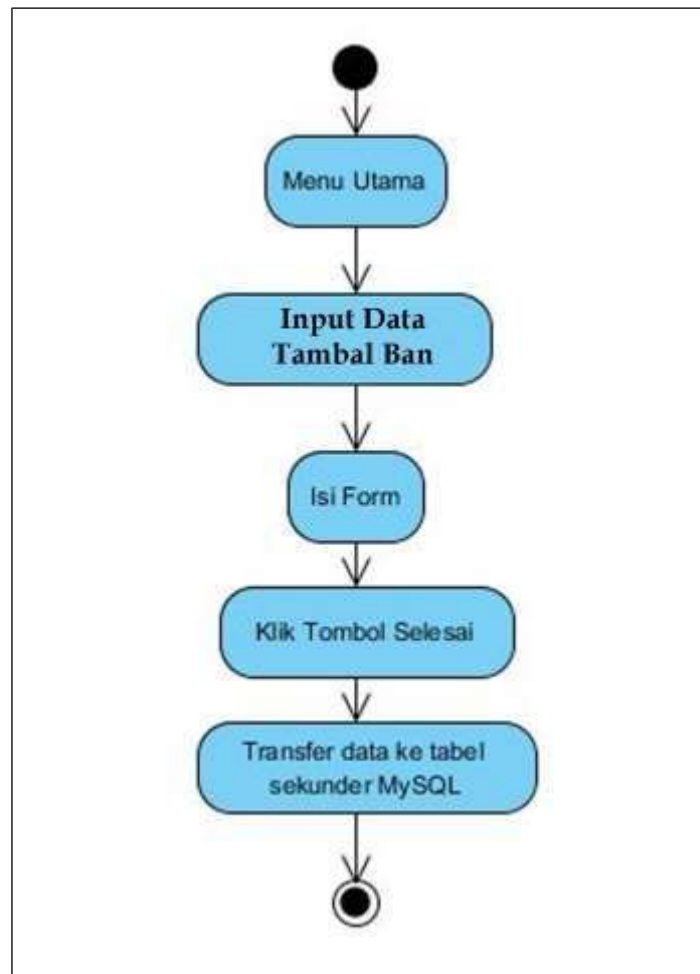 Menu Utama
Input Data
Tambal Ban
Isi Form
Klik Tombol Selesai
Transfer data ke tabel
sekunder MySQL